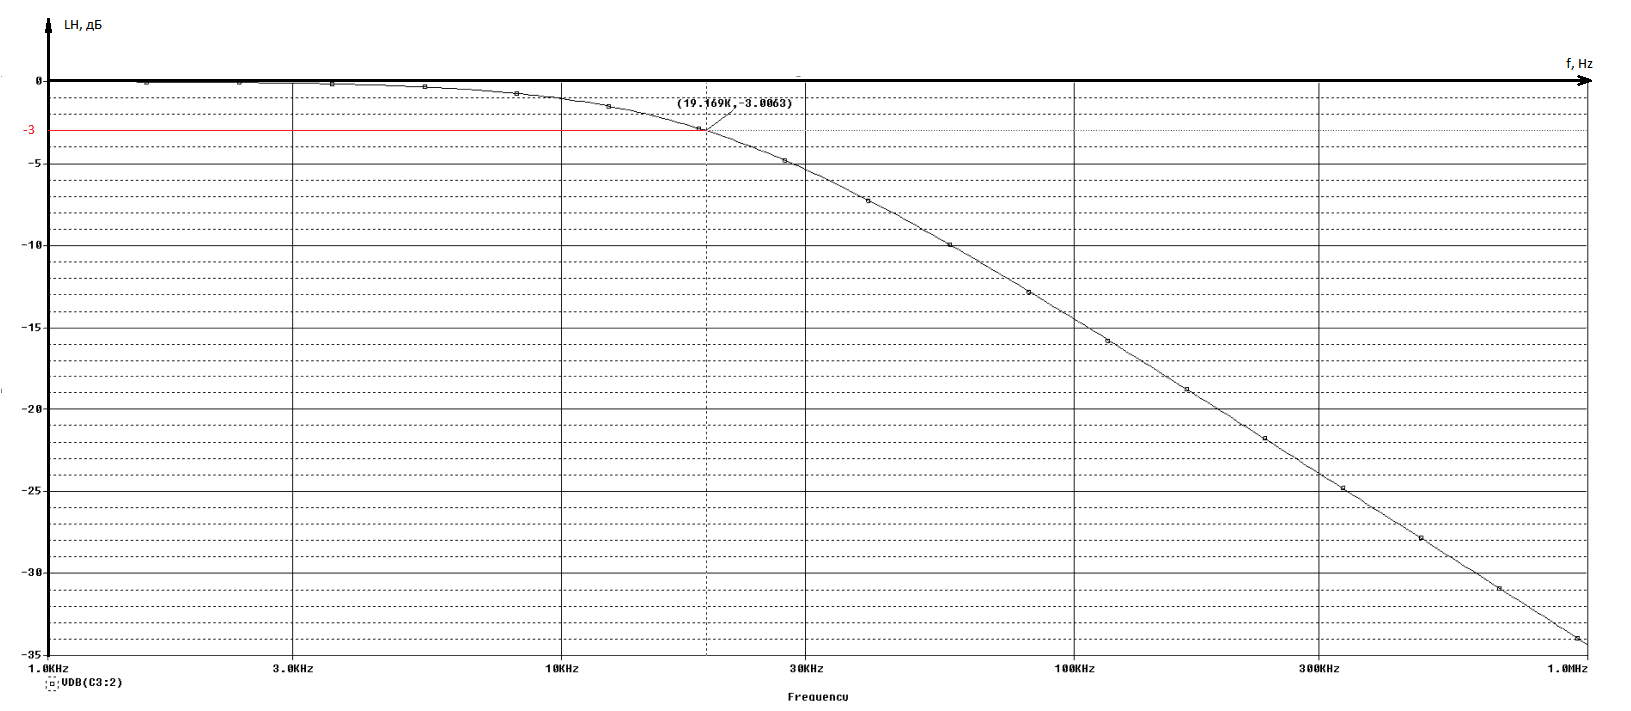 LH, дБ
f, Hz
0
(19.169K,-3.0063)
-3
-5
-10
-15
-20
-25
-30
-35
1.0KHz 3.0KHz 10KHz 30KHz 100KHz 300KHz 1.0MHz
VDB(C3:2)
Frequency